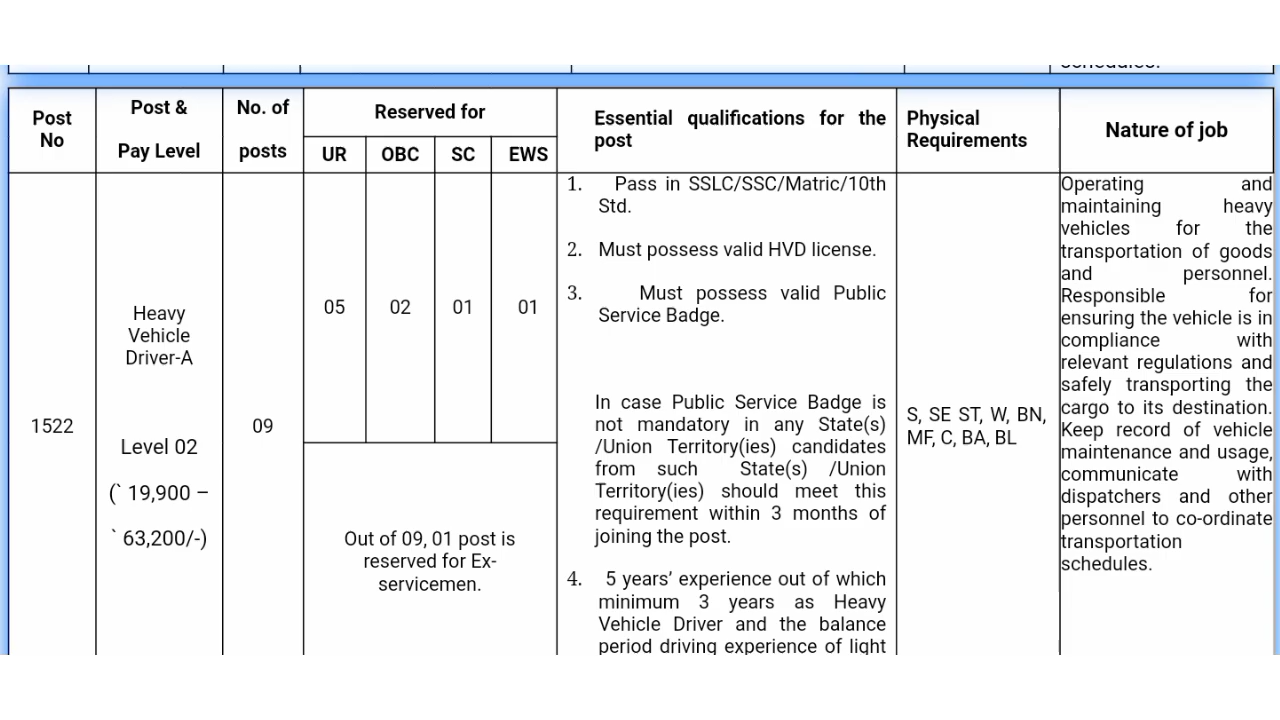 Post
No
Post &
Pay Level
No. of
posts
Reserved for
UR OBC SC EWS
Essential qualifications for the
post
Physical
Requirements
Nature of job
1522
Heavy
Vehicle
Driver-A
Level 02
(` 19,900 –
` 63,200/-)
09
05 02 01 01
Out of 09, 01 post is
reserved for Ex-
servicemen.
1. Pass in SSLC/SSC/Matric/10th
Std.
2. Must possess valid HVD license.
3. Must possess valid Public
Service Badge.
In case Public Service Badge is
not mandatory in any State(s)
/Union Territory(ies) candidates
from such State(s) /Union
Territory(ies) should meet this
requirement within 3 months of
joining the post.
4. 5 years’ experience out of which
minimum 3 years as Heavy
Vehicle Driver and the balance
period driving experience of light
S, SE ST, W, BN,
MF, C, BA, BL
Operating and
maintaining heavy
vehicles for the
transportation of goods
and personnel.
Responsible for
ensuring the vehicle is in
compliance with
relevant regulations and
safely transporting the
cargo to its destination.
Keep record of vehicle
maintenance and usage,
communicate with
dispatchers and other
personnel to co-ordinate
transportation
schedules.